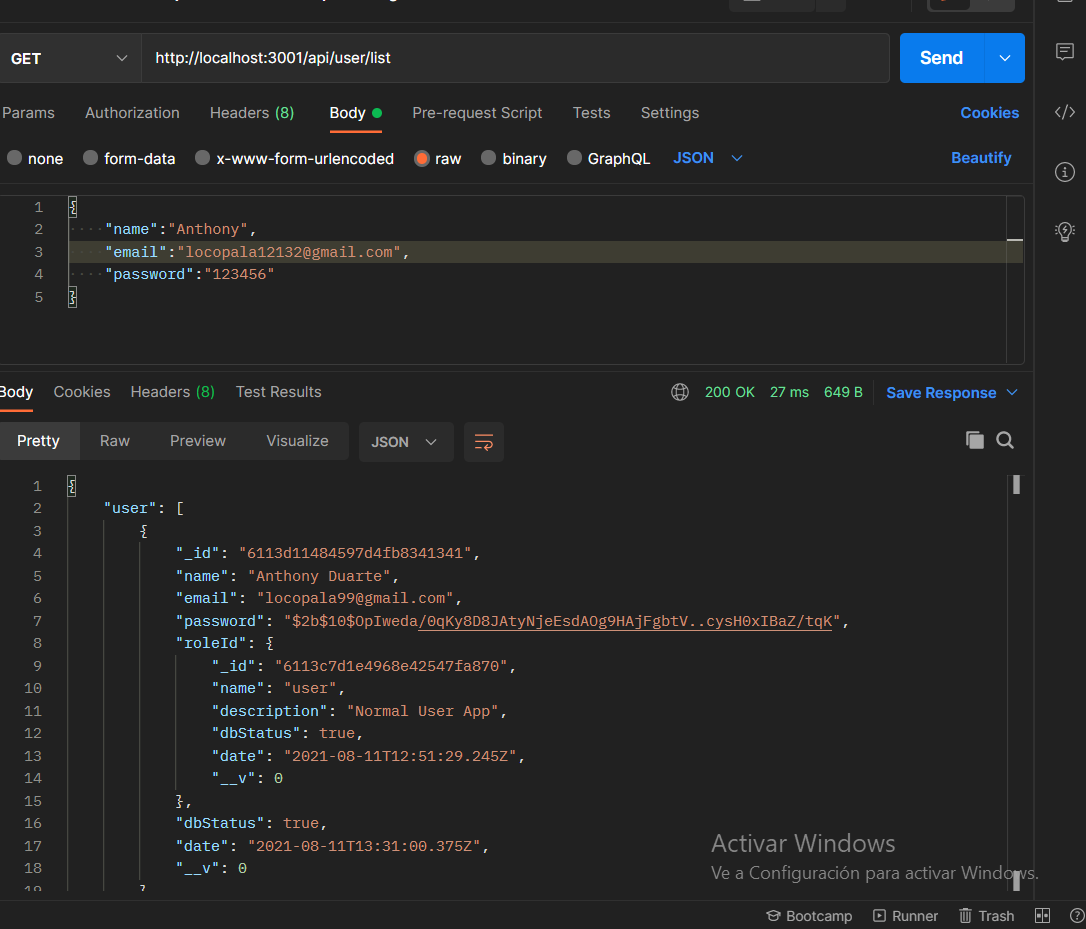 GET http://localhost:3001/api/user/list Send
Params Authorization Headers (8) Body Pre-request Script Tests Settings Cookies
none form-data x-www-form-urlencoded raw binary GraphQL JSON Beautify
1 {
2 ····"name":"Anthony",
3 ····"email":"locopala12132@gmail.com",
4 ····"password":"123456"
5 }
Body Cookies Headers (8) Test Results 200 OK 27 ms 649 B Save Response
Pretty Raw Preview Visualize JSON
1 {
2 "user": [
3 {
4 "_id": "6113d11484597d4fb8341341",
5 "name": "Anthony Duarte",
6 "email": "locopala99@gmail.com",
7 "password": "$2b$10$OpIweda/0qKy8D8JAtyNjeEsdAOg9HAjFgbtV..cysH0xIBaZ/tqK",
8 "roleId": {
9 "_id": "6113c7d1e4968e42547fa870",
10 "name": "user",
11 "description": "Normal User App",
12 "dbStatus": true,
13 "date": "2021-08-11T12:51:29.245Z",
14 "__v": 0
15 },
16 "dbStatus": true,
17 "date": "2021-08-11T13:31:00.375Z",
18 "__v": 0
19 }
Activar Windows
Ve a Configuración para activar Windows.
Bootcamp Runner Trash